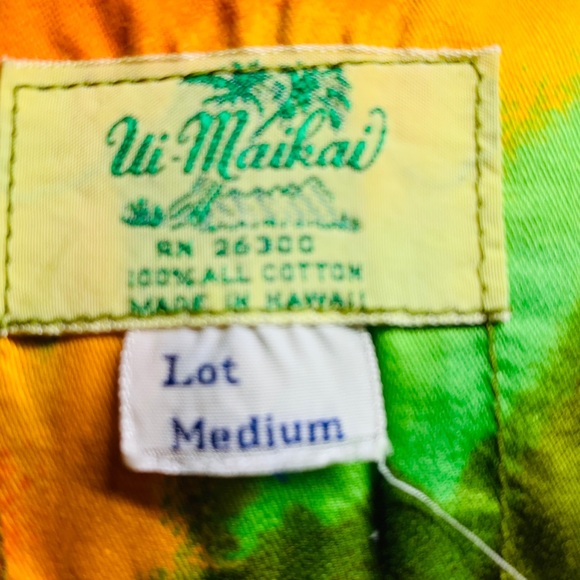 Ui-Maikai
RN 26300
100% ALL COTTON
MADE IN HAWAII
Lot
Medium